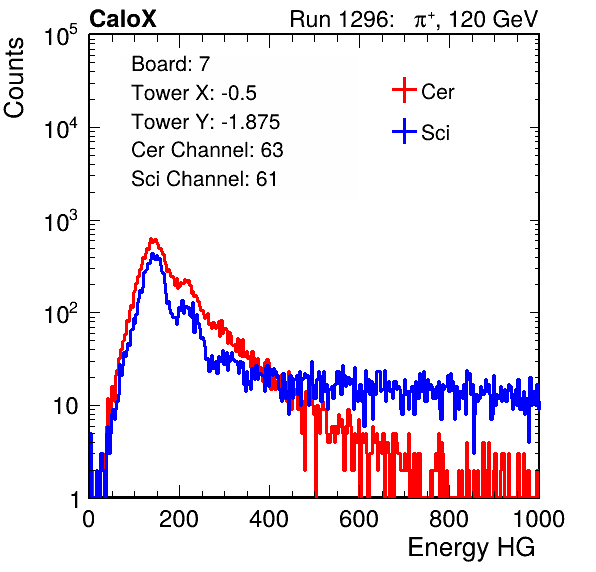 CaloX Run 1296: π⁺, 120 GeV
Counts
10⁵
10⁴
10³
10²
10
1
Board: 7
Tower X: -0.5
Tower Y: -1.875
Cer Channel: 63
Sci Channel: 61
Cer
Sci
0 200 400 600 800 1000
Energy HG